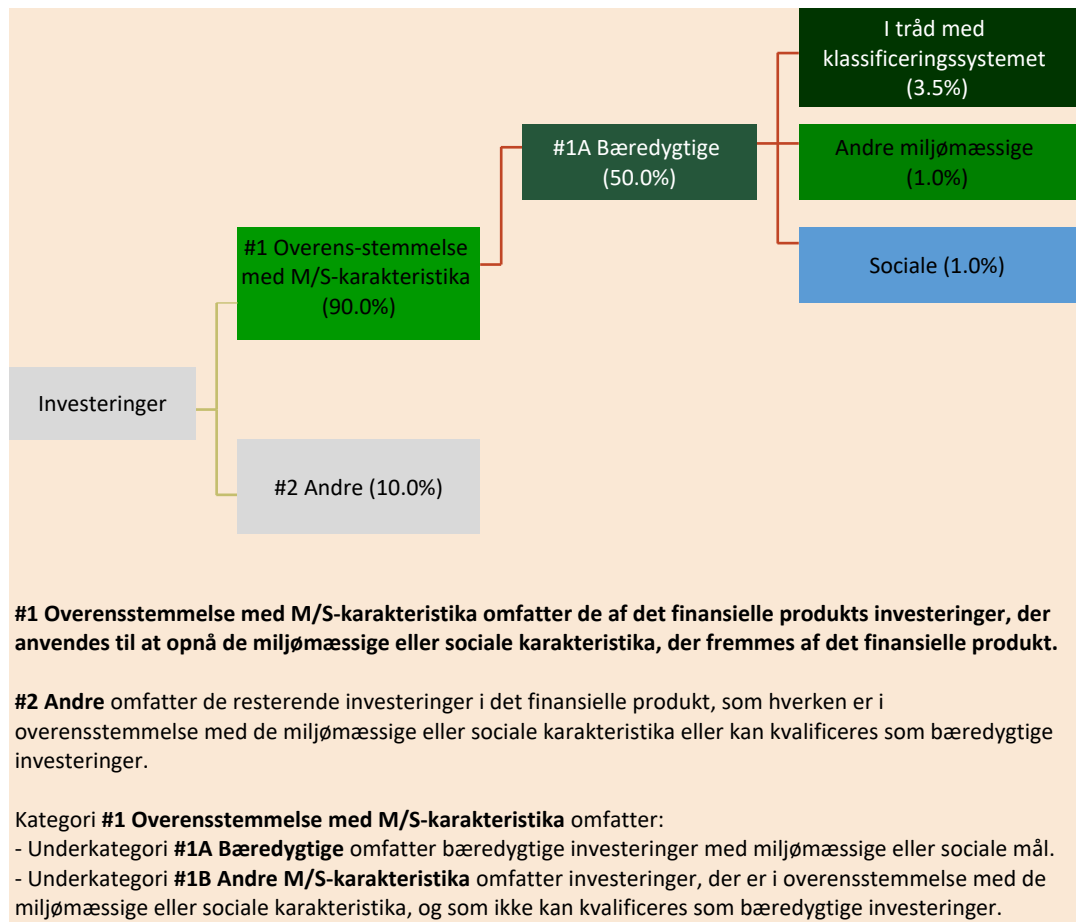 I tråd med
klassificeringssystemet
(3.5%)
#1A Bæredygtige
(50.0%)
Andre miljømæssige
(1.0%)
#1 Overens-stemmelse
med M/S-karakteristika
(90.0%)
Sociale (1.0%)
Investeringer
#2 Andre (10.0%)
#1 Overensstemmelse med M/S-karakteristika omfatter de af det finansielle produkts investeringer, der
anvendes til at opnå de miljømæssige eller sociale karakteristika, der fremmes af det finansielle produkt.
#2 Andre omfatter de resterende investeringer i det finansielle produkt, som hverken er i
overensstemmelse med de miljømæssige eller sociale karakteristika eller kan kvalificeres som bæredygtige
investeringer.
Kategori #1 Overensstemmelse med M/S-karakteristika omfatter:
- Underkategori #1A Bæredygtige omfatter bæredygtige investeringer med miljømæssige eller sociale mål.
- Underkategori #1B Andre M/S-karakteristika omfatter investeringer, der er i overensstemmelse med de
miljømæssige eller sociale karakteristika, og som ikke kan kvalificeres som bæredygtige investeringer.